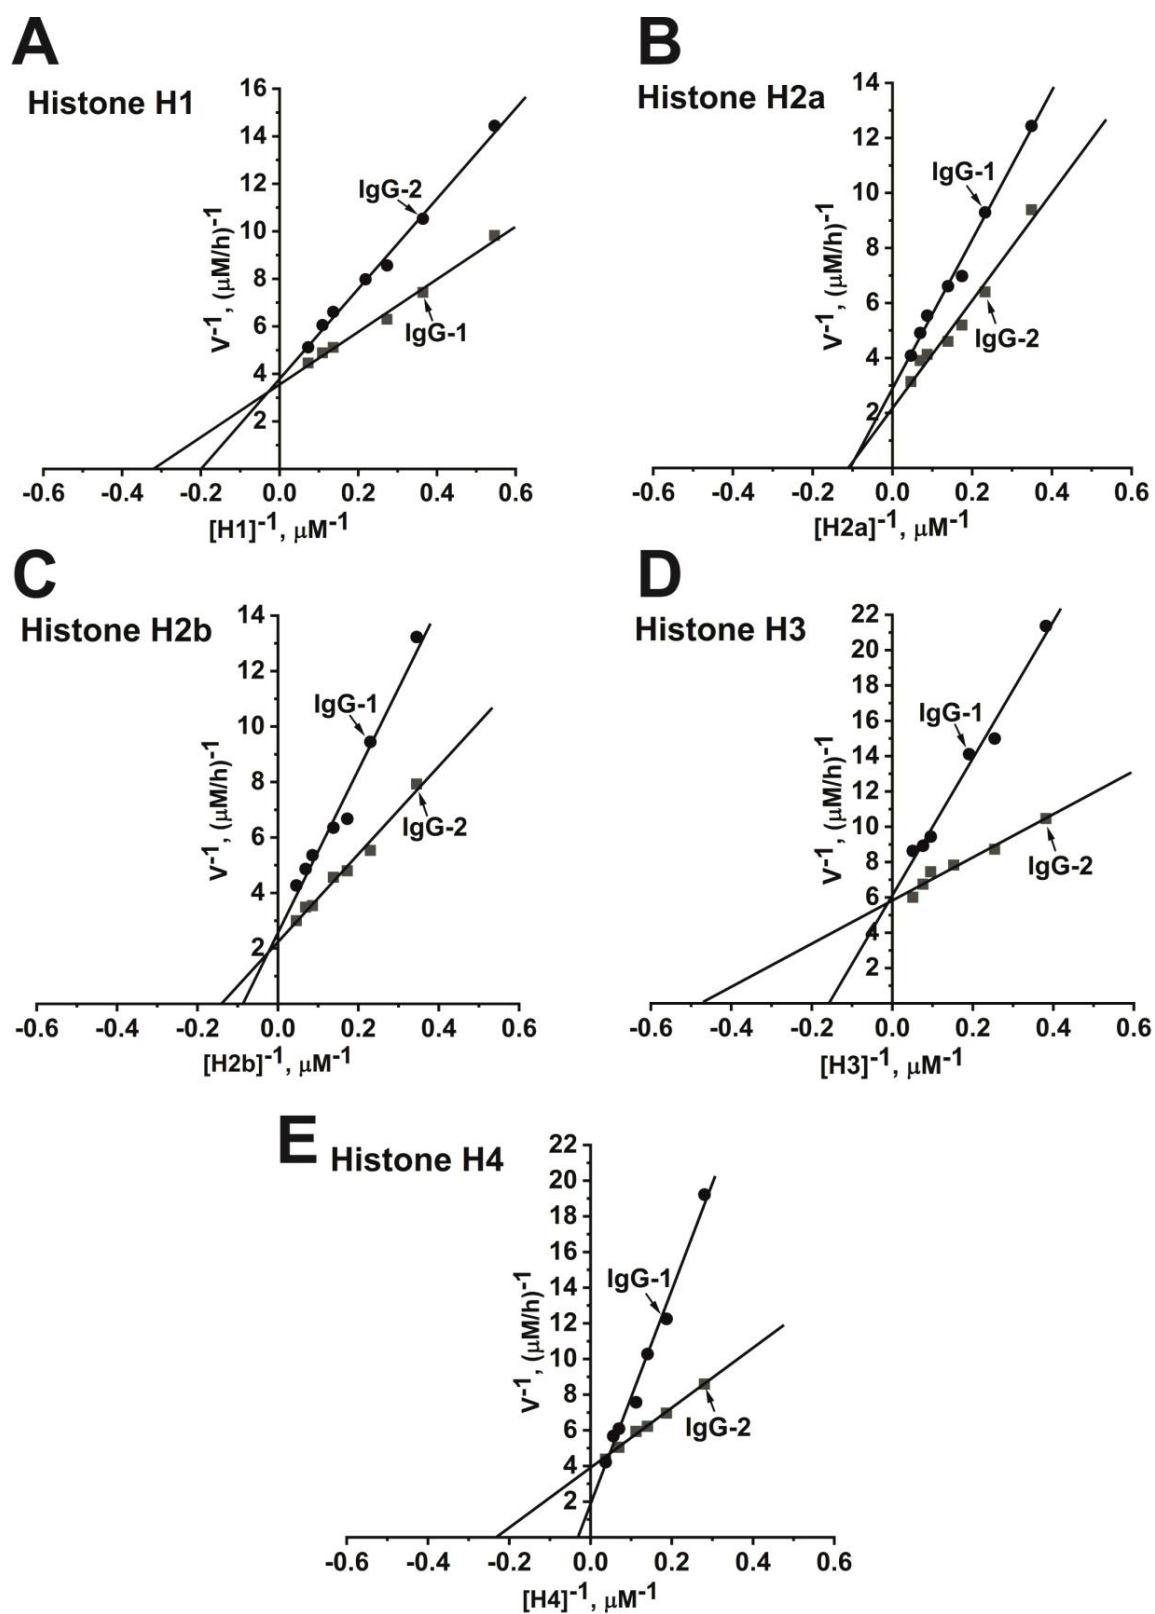 A
Histone H1
16
14
12
10
8
6
4
2
V-1, (μM/h)-1
IgG-2
IgG-1
-0.6 -0.4 -0.2 0.0 0.2 0.4 0.6
[H1]-1, μM-1
B
Histone H2a
14
12
10
8
6
4
2
V-1, (μM/h)-1
IgG-1
IgG-2
-0.6 -0.4 -0.2 0.0 0.2 0.4 0.6
[H2a]-1, μM-1
C
Histone H2b
14
12
10
8
6
4
2
V-1, (μM/h)-1
IgG-1
IgG-2
-0.6 -0.4 -0.2 0.0 0.2 0.4 0.6
[H2b]-1, μM-1
D
Histone H3
22
20
18
16
14
12
10
8
6
4
2
V-1, (μM/h)-1
IgG-1
IgG-2
-0.6 -0.4 -0.2 0.0 0.2 0.4 0.6
[H3]-1, μM-1
E
Histone H4
22
20
18
16
14
12
10
8
6
4
2
V-1, (μM/h)-1
IgG-1
IgG-2
-0.6 -0.4 -0.2 0.0 0.2 0.4 0.6
[H4]-1, μM-1